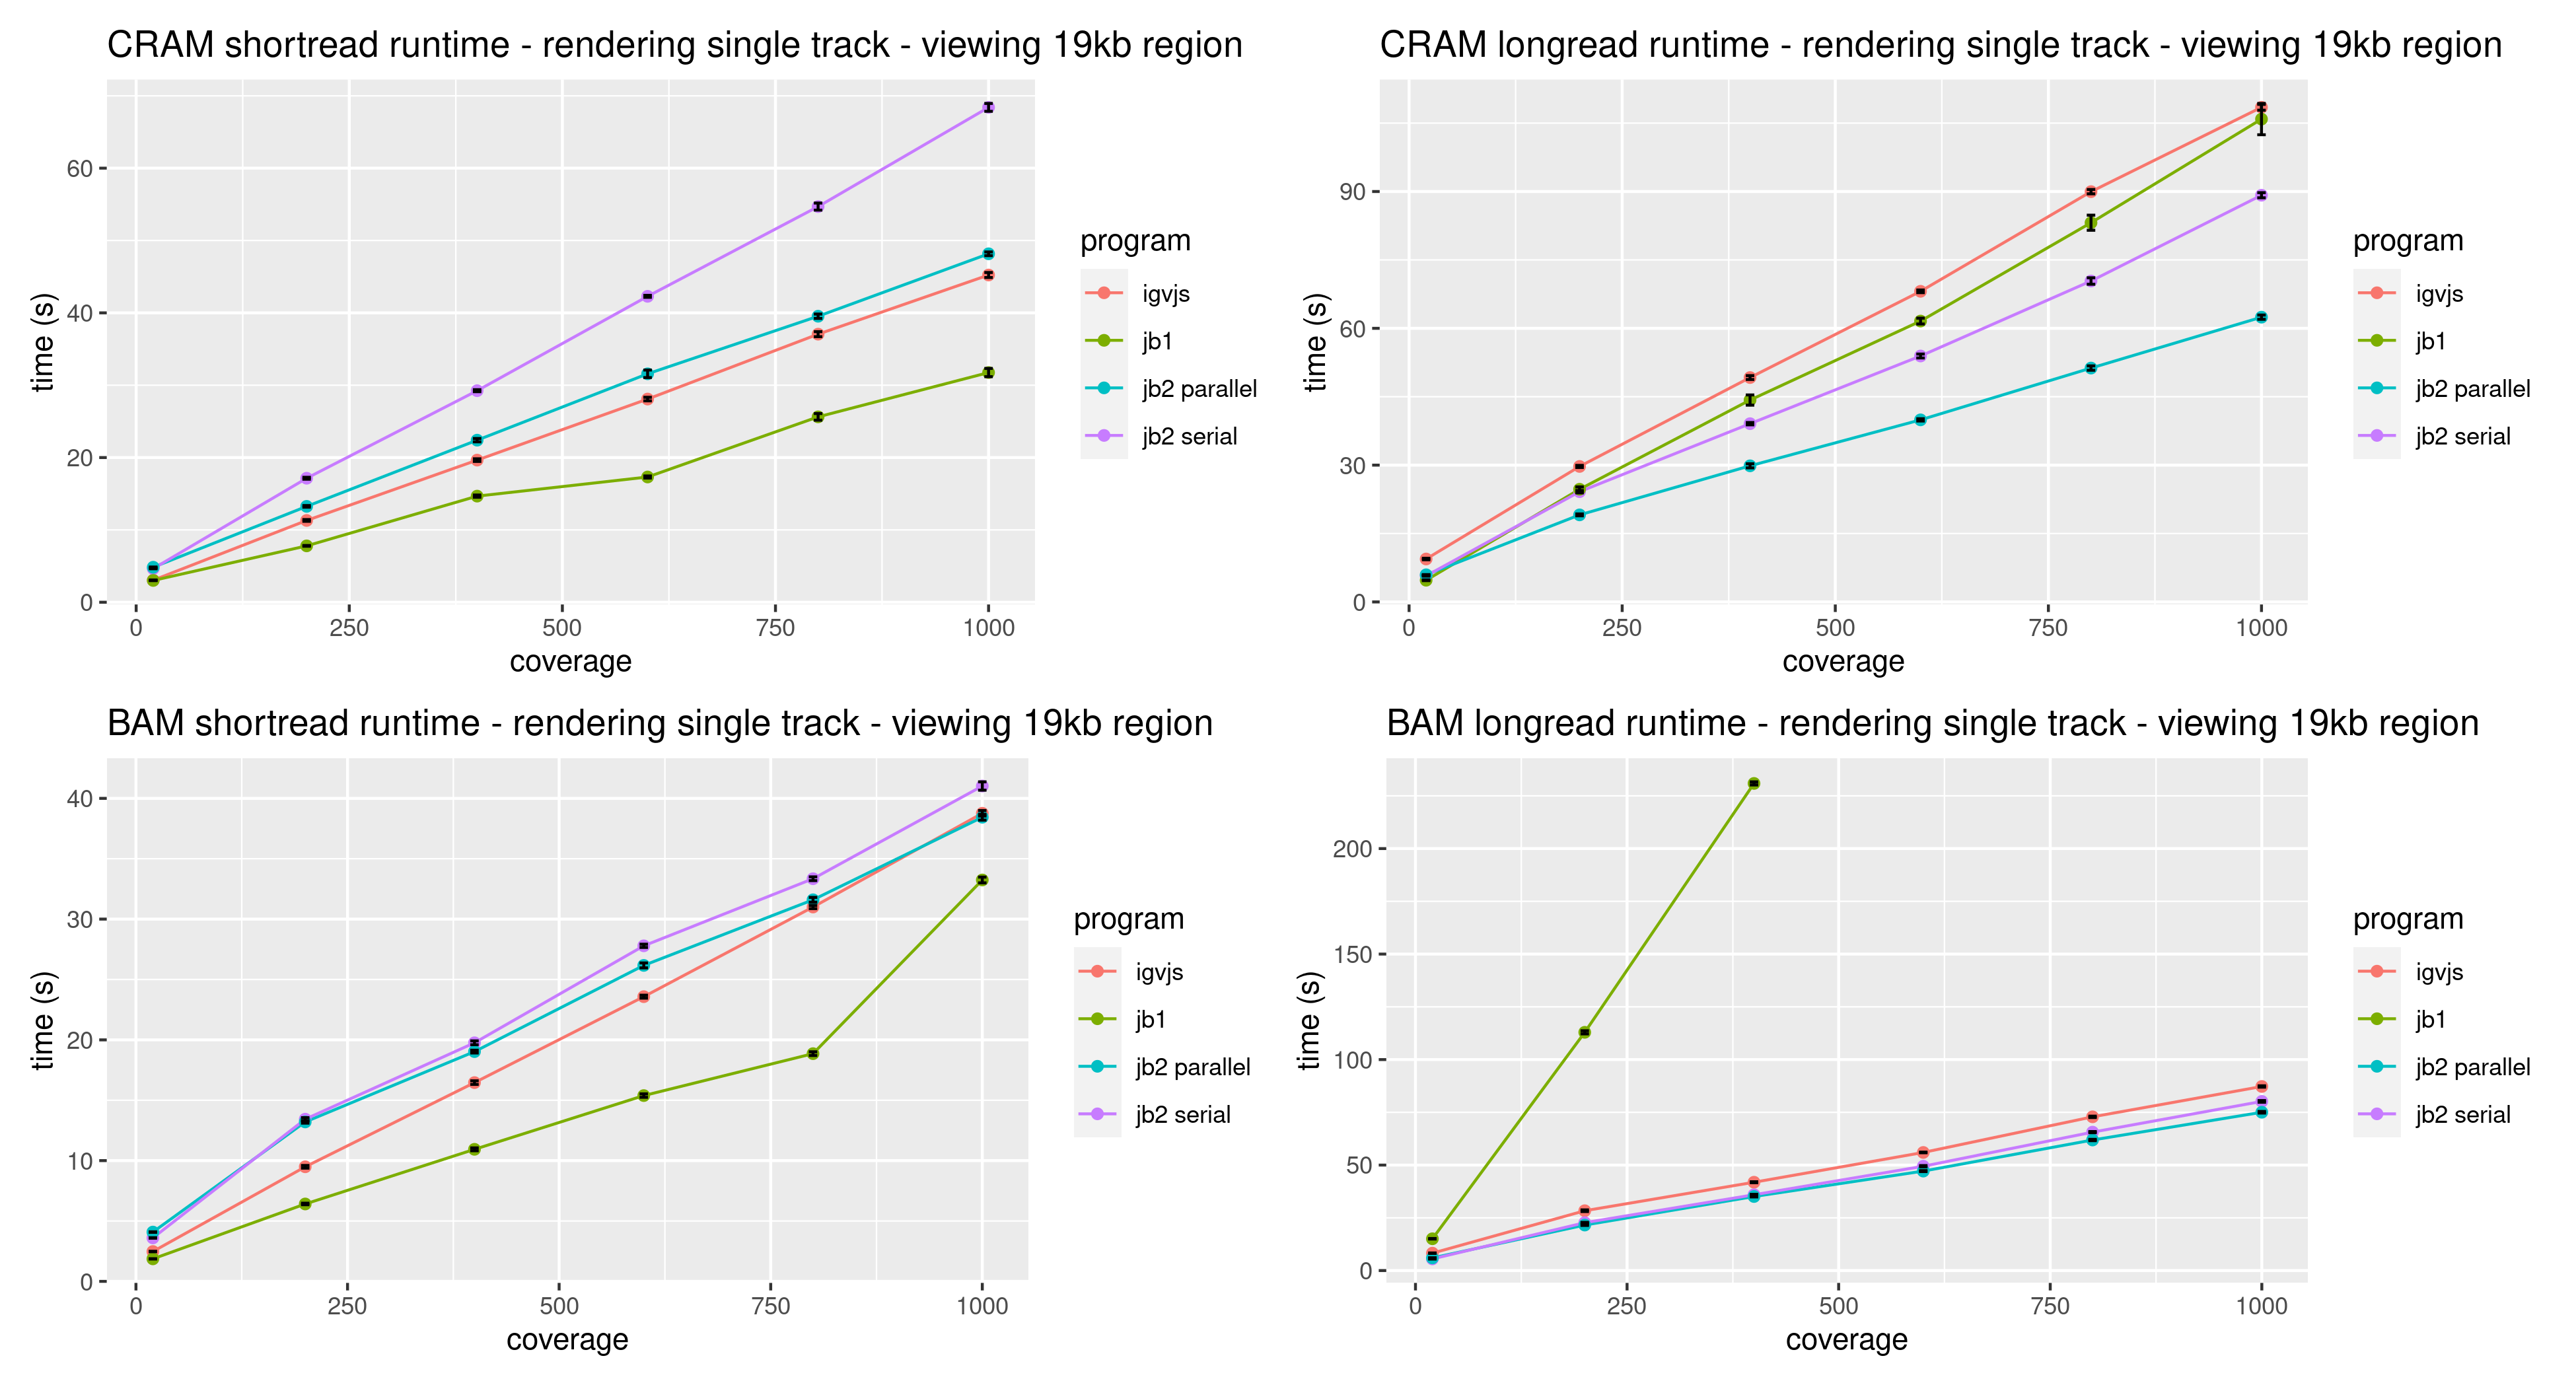 CRAM shortread runtime - rendering single track - viewing 19kb region
time (s)
60
40
20
0
0 250 500 750 1000
coverage
program
igvjs
jb1
jb2 parallel
jb2 serial
CRAM longread runtime - rendering single track - viewing 19kb region
time (s)
90
60
30
0
0 250 500 750 1000
coverage
program
igvjs
jb1
jb2 parallel
jb2 serial
BAM shortread runtime - rendering single track - viewing 19kb region
time (s)
40
30
20
10
0
0 250 500 750 1000
coverage
program
igvjs
jb1
jb2 parallel
jb2 serial
BAM longread runtime - rendering single track - viewing 19kb region
time (s)
200
150
100
50
0
0 250 500 750 1000
coverage
program
igvjs
jb1
jb2 parallel
jb2 serial